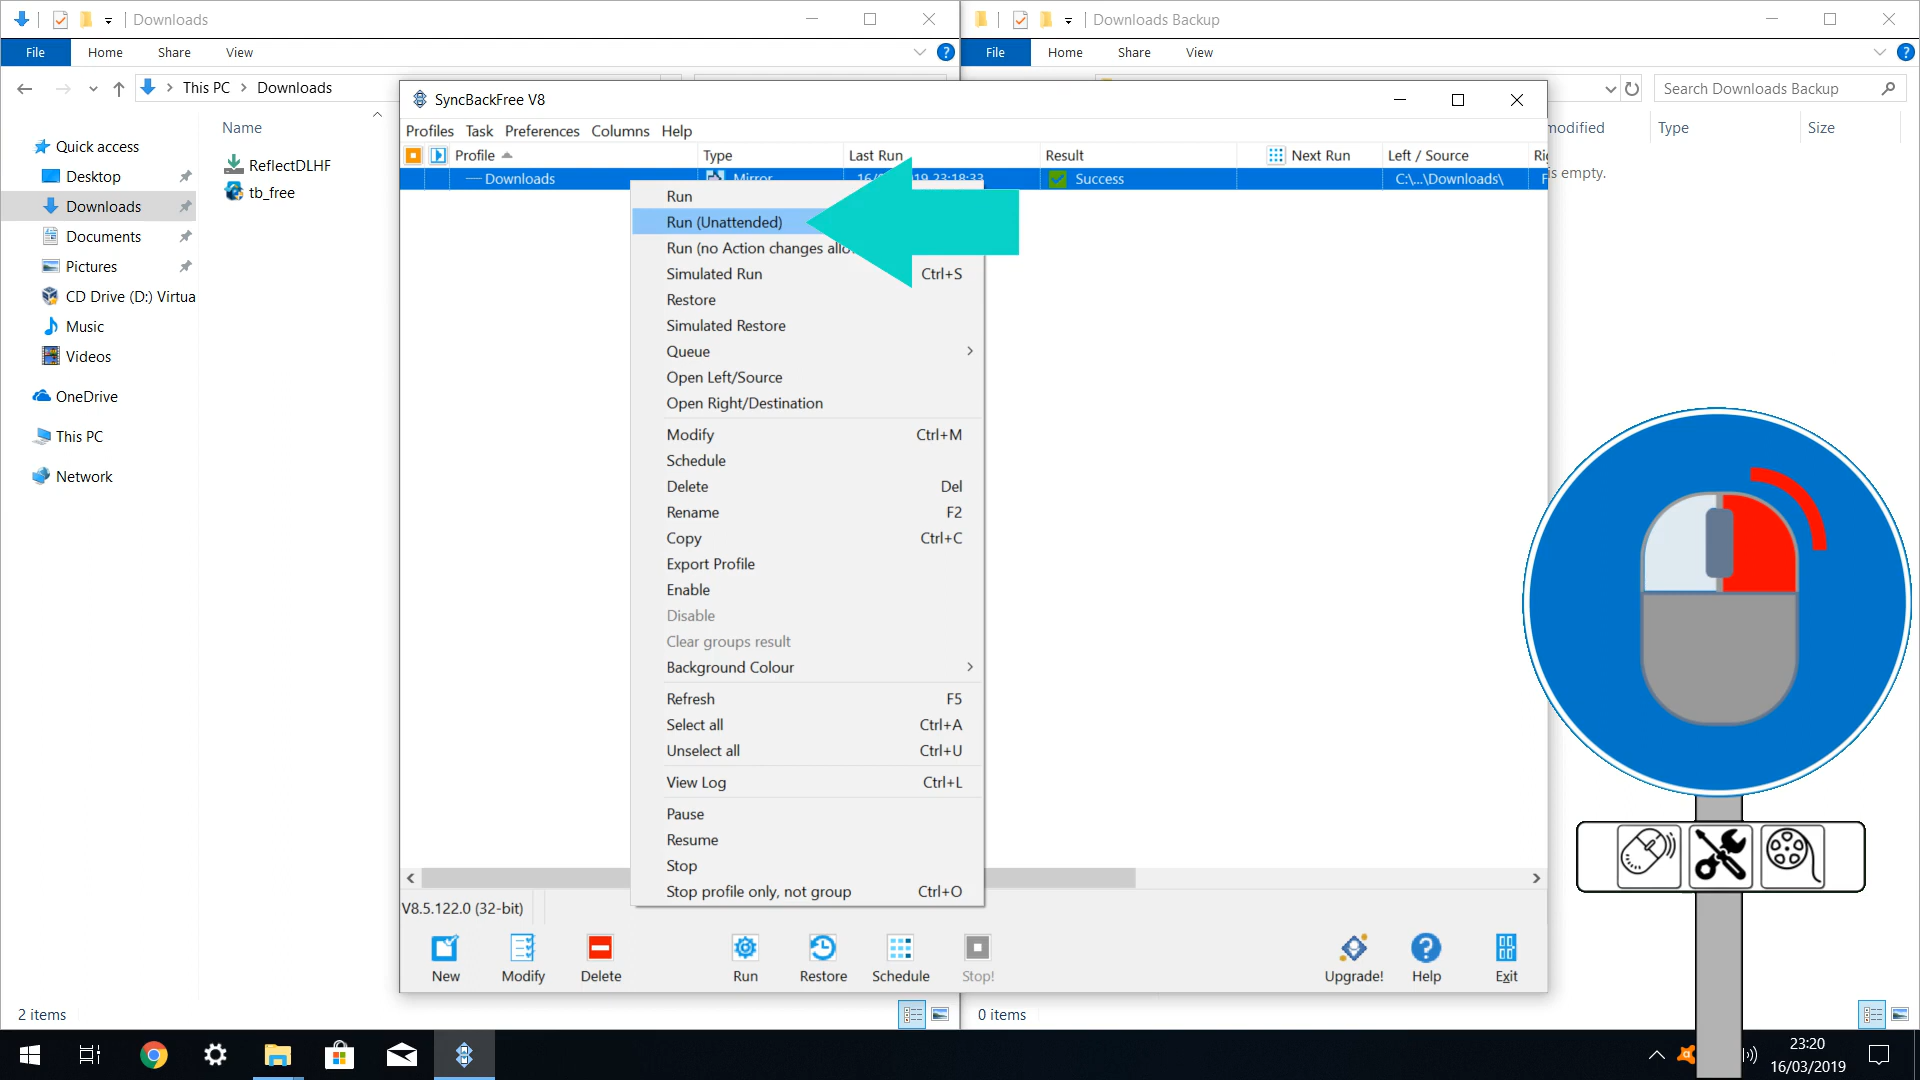 Downloads
File
Home
Share
View
This PC
Downloads
Quick access
Desktop
Downloads
Documents
Pictures
CD Drive (D:) Virtua
Music
Videos
OneDrive
This PC
Network
Name
ReflectDLHF
tb_free
2 items
Downloads Backup
File
Home
Share
View
Search Downloads Backup
modified
Type
Size
is empty.
0 items
SyncBackFree V8
Profiles Task Preferences Columns Help
Profile Type Last Run Result Next Run Left / Source
Downloads Mirror Success C:\...\Downloads\
Run
Run (Unattended)
Run (no Action changes
Simulated Run Ctrl+S
Restore
Simulated Restore
Queue
Open Left/Source
Open Right/Destination
Modify Ctrl+M
Schedule
Delete Del
Rename F2
Copy Ctrl+C
Export Profile
Enable
Disable
Clear groups result
Background Colour
Refresh F5
Select all Ctrl+A
Unselect all Ctrl+U
View Log Ctrl+L
Pause
Resume
Stop
Stop profile only, not group Ctrl+O
V8.5.122.0 (32-bit)
New Modify Delete Run Restore Schedule Stop! Upgrade! Help Exit
23:20
16/03/2019